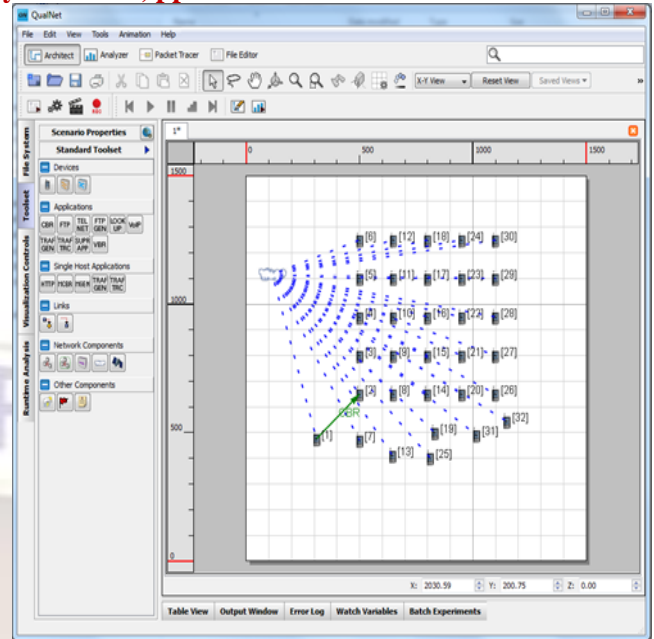 QualNet
File Edit View Tools Animation Help
Architect Analyzer Packet Tracer File Editor
X-Y View Reset View Saved Views »
File System
Toolset
Visualization Controls
Runtime Analysis
Scenario Properties
Standard Toolset
Devices
Applications
CBR FTP TEL NET FTP GEN LOOK UP VoIP
TRAF GEN TRAF TRC SUPR APP VBR
Single Host Applications
HTTP MCBR MGEN TRAF GEN TRAF TRC
Links
Network Components
Other Components
1*
0 500 1000 1500
1500
1000
500
0
[6] [12] [18] [24] [30]
[5] [11] [17] [23] [29]
[4] [10] [16] [22] [28]
[3] [9] [15] [21] [27]
[2] [8] [14] [20] [26]
[32]
CBR
[1] [7] [19] [31]
[13] [25]
X: 2030.59 Y: 200.75 Z: 0.00
Table View Output Window Error Log Watch Variables Batch Experiments